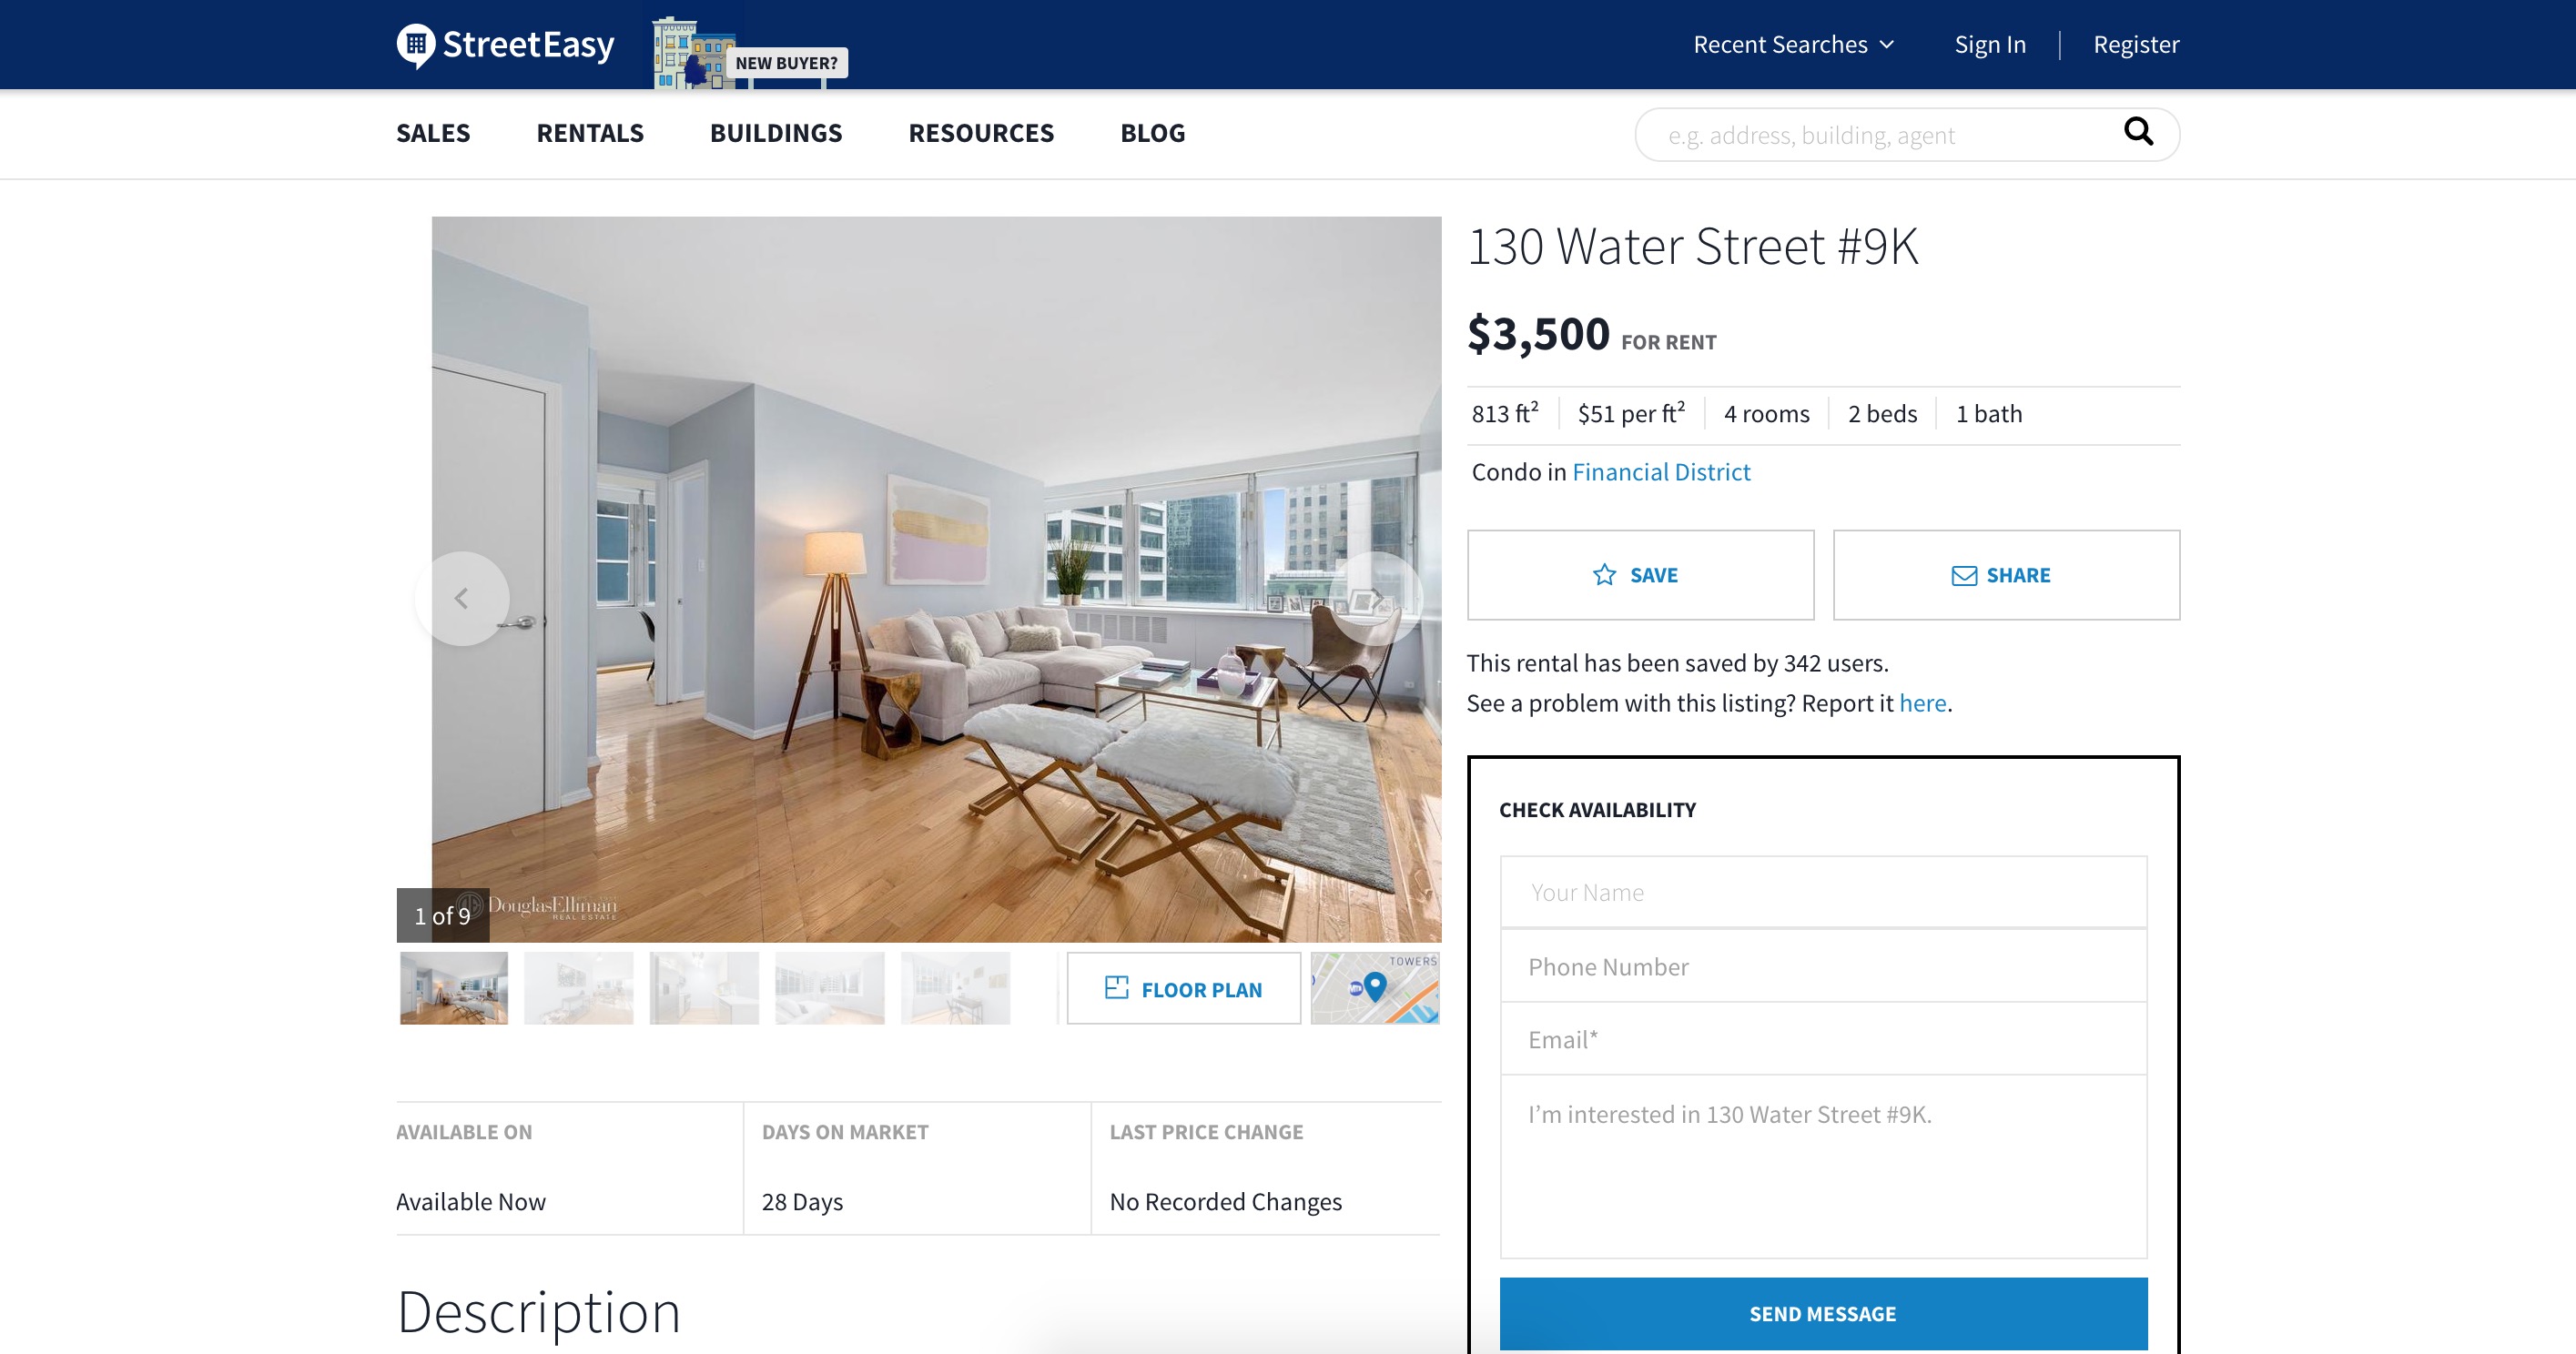 StreetEasy
NEW BUYER?
Recent Searches
Sign In
Register
SALES
RENTALS
BUILDINGS
RESOURCES
BLOG
e.g. address, building, agent
130 Water Street #9K
$3,500 FOR RENT
813 ft² $51 per ft² 4 rooms 2 beds 1 bath
Condo in Financial District
SAVE
SHARE
This rental has been saved by 342 users.
See a problem with this listing? Report it here.
CHECK AVAILABILITY
Your Name
Phone Number
Email*
I'm interested in 130 Water Street #9K.
SEND MESSAGE
1 of 9
DouglasElliman
REAL ESTATE
FLOOR PLAN
TOWERS
AVAILABLE ON
Available Now
DAYS ON MARKET
28 Days
LAST PRICE CHANGE
No Recorded Changes
Description